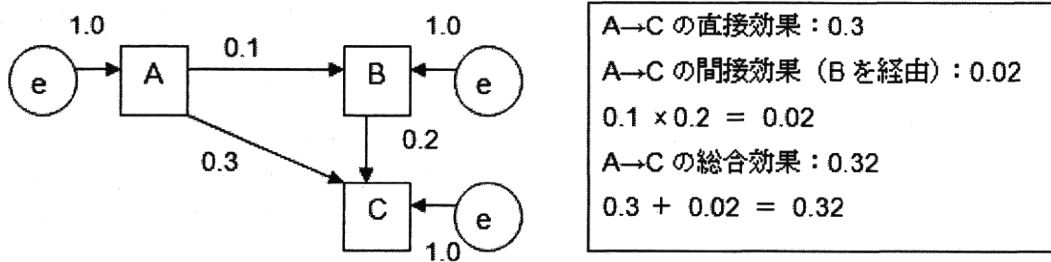 1.0
0.1
1.0
e
A
B
e
0.3
0.2
C
e
1.0
A→C の直接効果：0.3
A→C の間接効果（B を経由）：0.02
0.1 ×0.2 = 0.02
A→C の総合効果：0.32
0.3 + 0.02 = 0.32